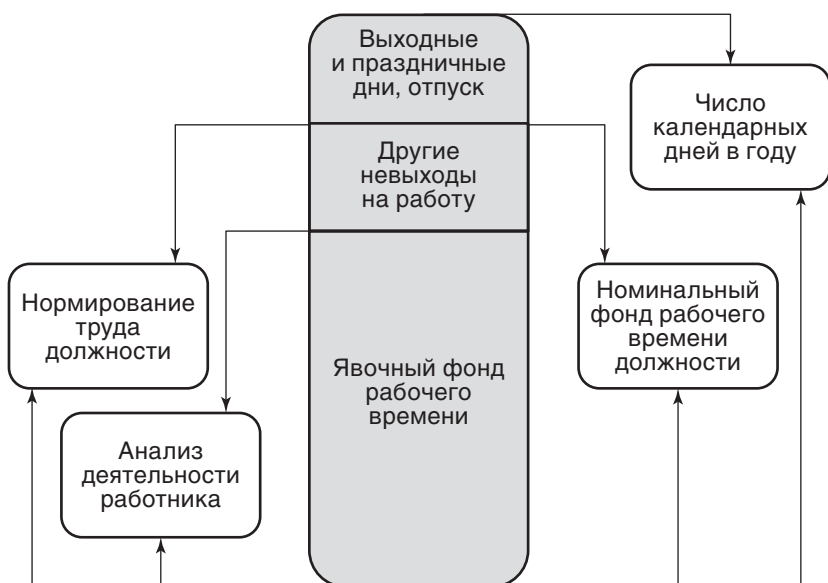 Выходные
и праздничные
дни, отпуск
Число
календарных
дней в году
Другие
невыходы
на работу
Нормирование
труда
должности
Номинальный
фонд рабочего
времени
должности
Явочный фонд
рабочего
времени
Анализ
деятельности
работника